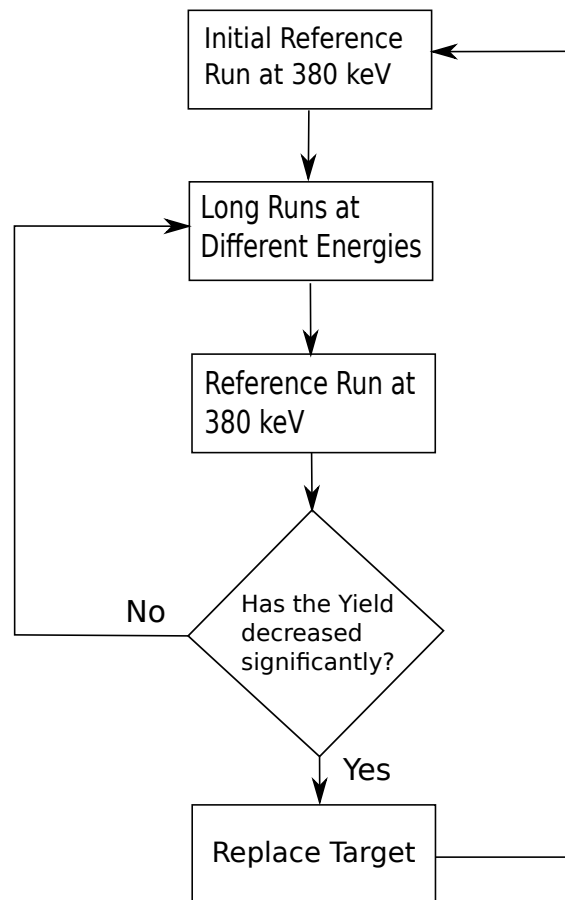 Initial Reference
Run at 380 keV
Long Runs at
Different Energies
Reference Run at
380 keV
Has the Yield
decreased
significantly?
No
Yes
Replace Target